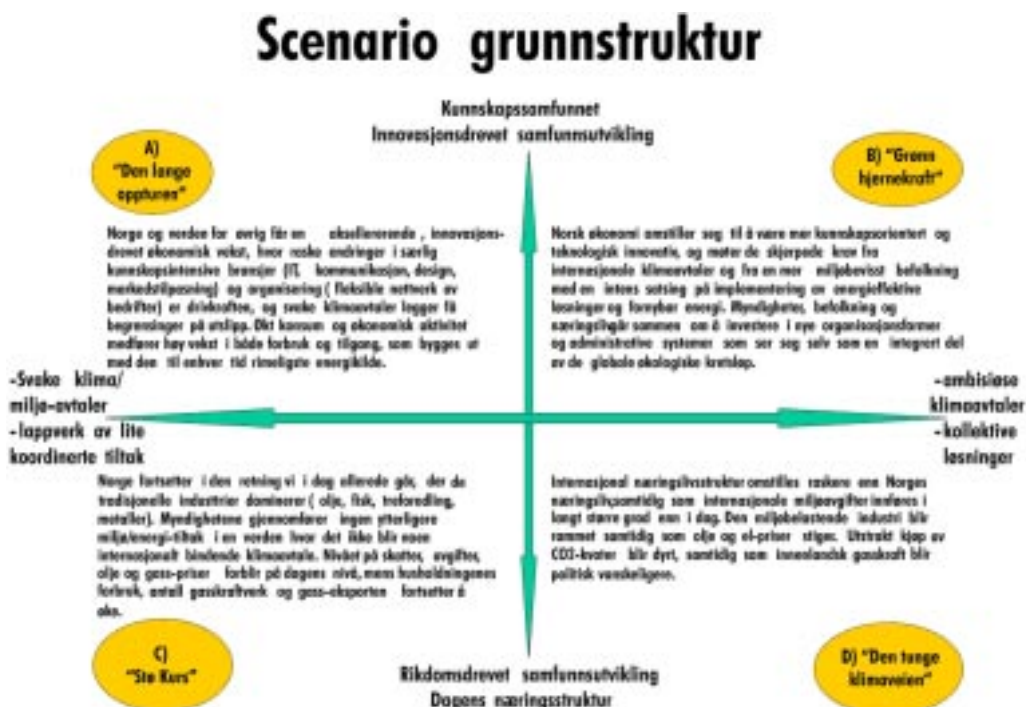 Scenario grunnstruktur
Kunnskapssamfunnet
Innovasjonsdrevet samfunnsutvikling
A)
"Den lange
oppturen"
B) "Grønn
hjernekraft"
Norge og verden for øvrig får en aksellererende , innovasjons-
drevet økonomisk vekst, hvor raske endringer i særlig
kunnskapsintensive bransjer (IT, kommunikasjon, design,
markedstilpasning) og organisering ( fleksible nettverk av
bedrifter) er drivkraften, og svake klimaavtaler legger få
begrensinger på utslipp. Økt konsum og økonomisk aktivitet
medfører høy vekst i både forbruk og tilgang, som bygges ut
med den til enhver tid rimeligste energikilde.
Norsk økonomi omstiller seg til å være mer kunnskapsorientert og
teknologisk innovativ, og møter de skjerpede krav fra
internasjonale klimaavtaler og fra en mer miljøbevisst befolkning
med en intens satsing på implementering av energieffektive
løsninger og fornybar energi. Myndigheter, befolkning og
næringsliv går sammen om å investere i nye organisasjonsformer
og administrative systemer som ser seg selv som en integrert del
av de globale økologiske kretsløp.
-Svake klima/
miljø-avtaler
-lappverk av lite
koordinerte tiltak
-ambisiøse
klimaavtaler
-kollektive
løsninger
Norge fortsetter i den retning vi i dag allerede går, der de
tradisjonelle industrier dominerer ( olje, fisk, treforedling,
metaller). Myndighetene gjennomfører ingen ytterligere
miljø/energi-tiltak i en verden hvor det ikke blir noen
internasjonalt bindende klimaavtale. Nivået på skatter, avgifter,
olje og gass-priser forblir på dagens nivå, mens husholdningenes
forbruk, antall gasskraftverk og gass-eksporten fortsetter å
øke.
Internasjonal næringslivsstruktur omstilles raskere enn Norges
næringsliv, samtidig som internasjonale miljøavgifter innføres i
langt større grad enn i dag. Den miljøbelastende industri blir
rammet samtidig som olje og el-priser stiger. Utstrakt kjøp av
CO2-kvoter blir dyrt, samtidig som innenlandsk gasskraft blir
politisk vanskeligere.
C)
"Stø Kurs"
Rikdomsdrevet samfunnsutvikling
Dagens næringsstruktur
D) "Den tunge
klimaveien"